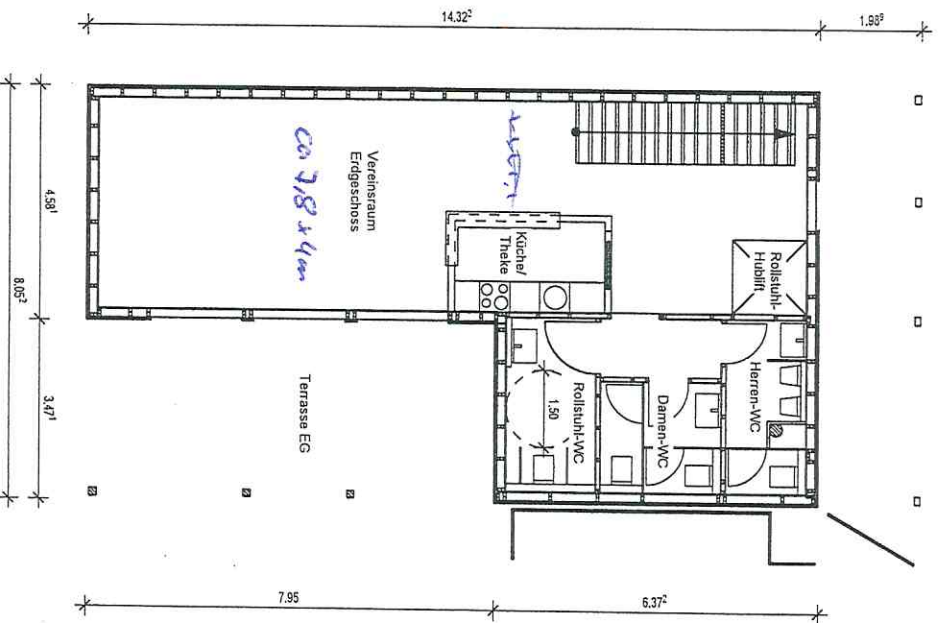 14.32²
1.98⁵
Vereinsraum
Erdgeschoss
ca 7,8 x 4m
Küche/
Theke
Rollstuhl-
Hublift
4.58¹
8.05²
3.47¹
Terrasse EG
1.50
Rollstuhl-WC
Damen-WC
Herren-WC
7.95
6.37²